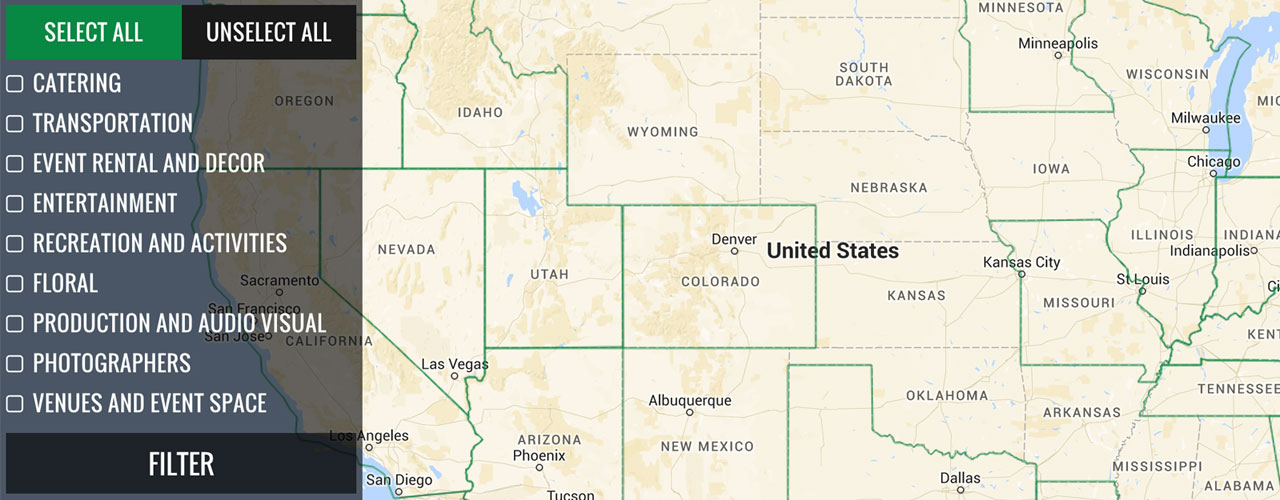 SELECT ALL
UNSELECT ALL
CATERING
TRANSPORTATION
EVENT RENTAL AND DECOR
ENTERTAINMENT
RECREATION AND ACTIVITIES
FLORAL
PRODUCTION AND AUDIO VISUAL
PHOTOGRAPHERS
VENUES AND EVENT SPACE
FILTER
MINNESOTA
Minneapolis
SOUTH
DAKOTA
WISCONSIN
OREGON
IDAHO
WYOMING
Milwaukee
Chicago
IOWA
NEBRASKA
NEVADA
Denver
United States
ILLINOIS
INDIANA
Indianapolis
Kansas City
UTAH
COLORADO
St Louis
Sacramento
KANSAS
MISSOURI
San Francisco
San Jose
CALIFORNIA
KENT
Las Vegas
TENNESSEE
Albuquerque
OKLAHOMA
ARKANSAS
Los Angeles
ARIZONA
Phoenix
NEW MEXICO
MISSISSIPPI
San Diego
Dallas
ALABAMA
Tucson